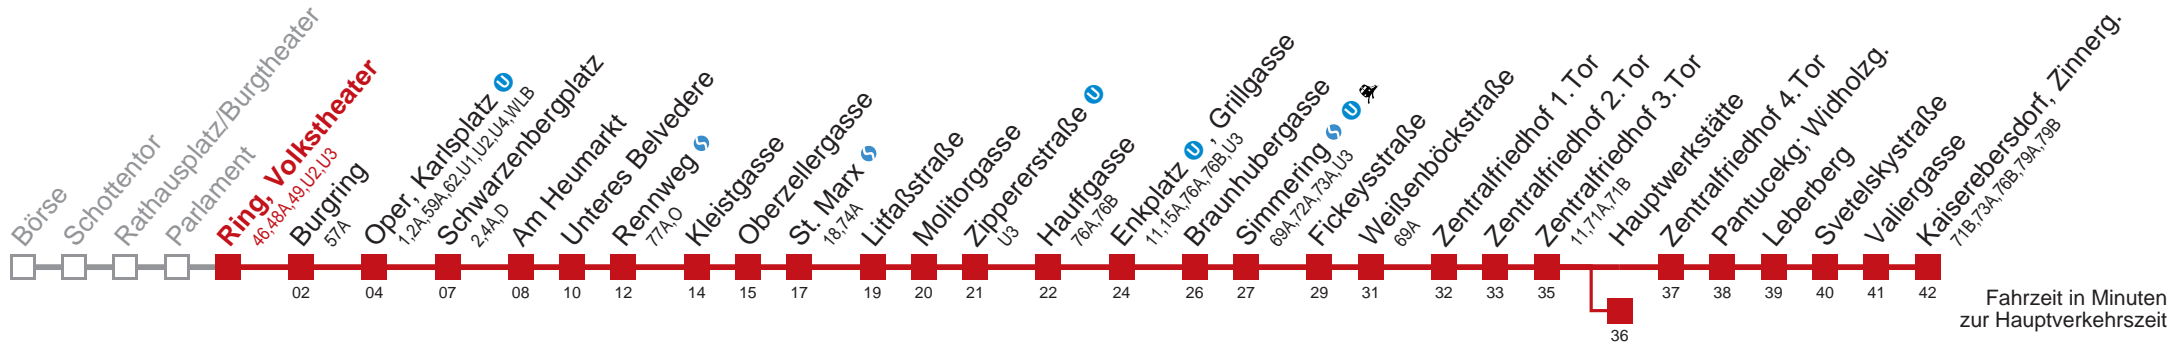 Börse
Schottentor
Rathausplatz/Burgtheater
Parlament
Ring, Volkstheater
46,48A,49,U2,U3
Burgring
57A
Oper, Karlsplatz U
1,2A,59A,62,U1,U2,U4,WLB
Schwarzenbergplatz
2,4A,D
Am Heumarkt
Unteres Belvedere
Rennweg S
77A,O
Kleistgasse
Oberzellergasse
St. Marx S
18,74A
Litfaßstraße
Molitorgasse
Zippererstraße U
U3
Hauffgasse
76A,76B
Enkplatz U , Grillgasse
11,15A,76A,76B,U3
Braunhubergasse
Simmering S U
69A,72A,73A,U3
Fickeysstraße
Weißenböckstraße
69A
Zentralfriedhof 1.Tor
Zentralfriedhof 2.Tor
Zentralfriedhof 3.Tor
11,71A,71B
Hauptwerkstätte
Zentralfriedhof 4.Tor
Pantucekg; Widholzg.
Leberberg
Svetelskystraße
Valiergasse
Kaiserebersdorf, Zinnerg.
71B,73A,76B,79A,79B
02 04 07 08 10 12 14 15 17 19 20 21 22 24 26 27 29 31 32 33 35 37 38 39 40 41 42
36
Fahrzeit in Minuten
zur Hauptverkehrszeit